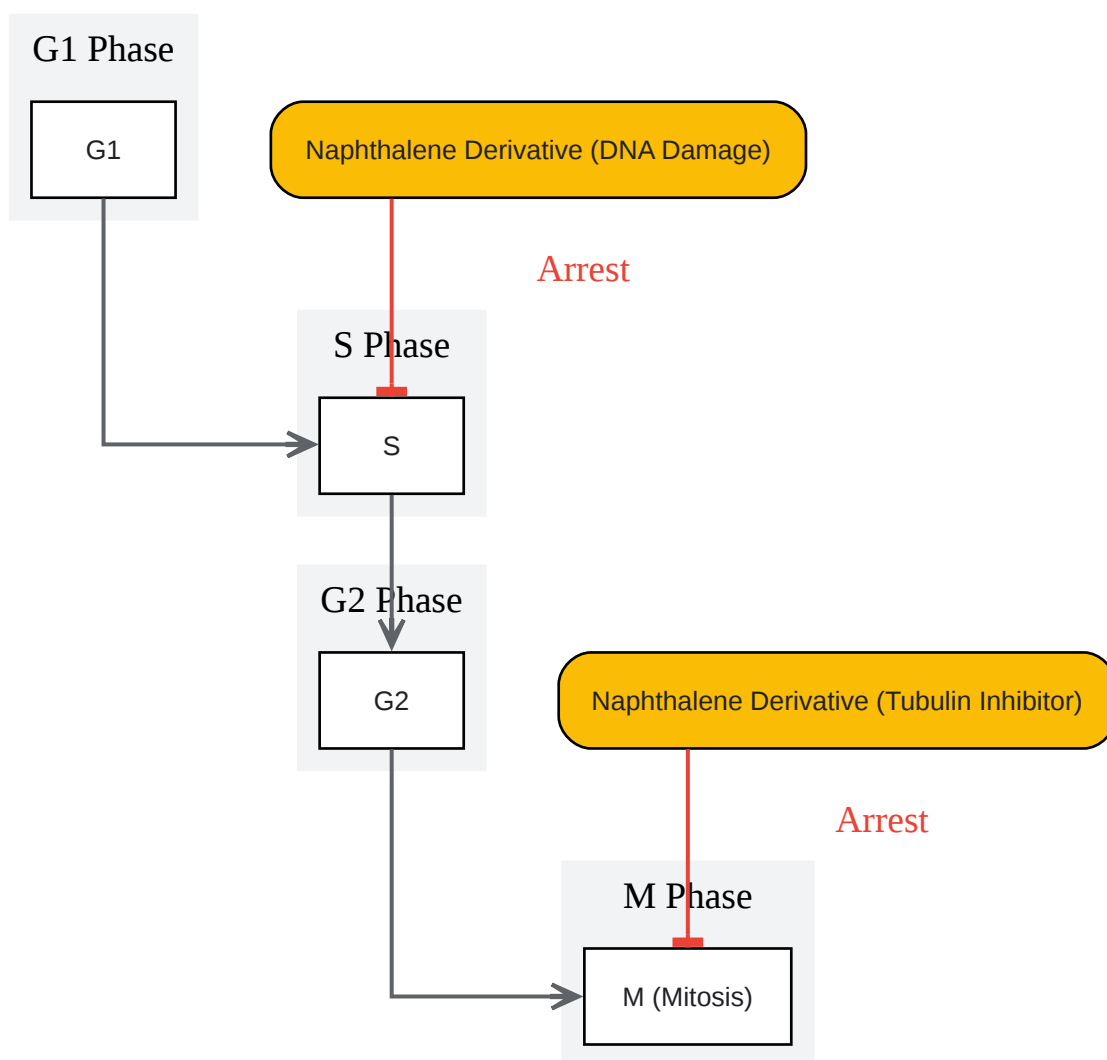 G1 Phase
G1
Naphthalene Derivative (DNA Damage)
Arrest
S Phase
S
G2 Phase
G2
Naphthalene Derivative (Tubulin Inhibitor)
Arrest
M Phase
M (Mitosis)